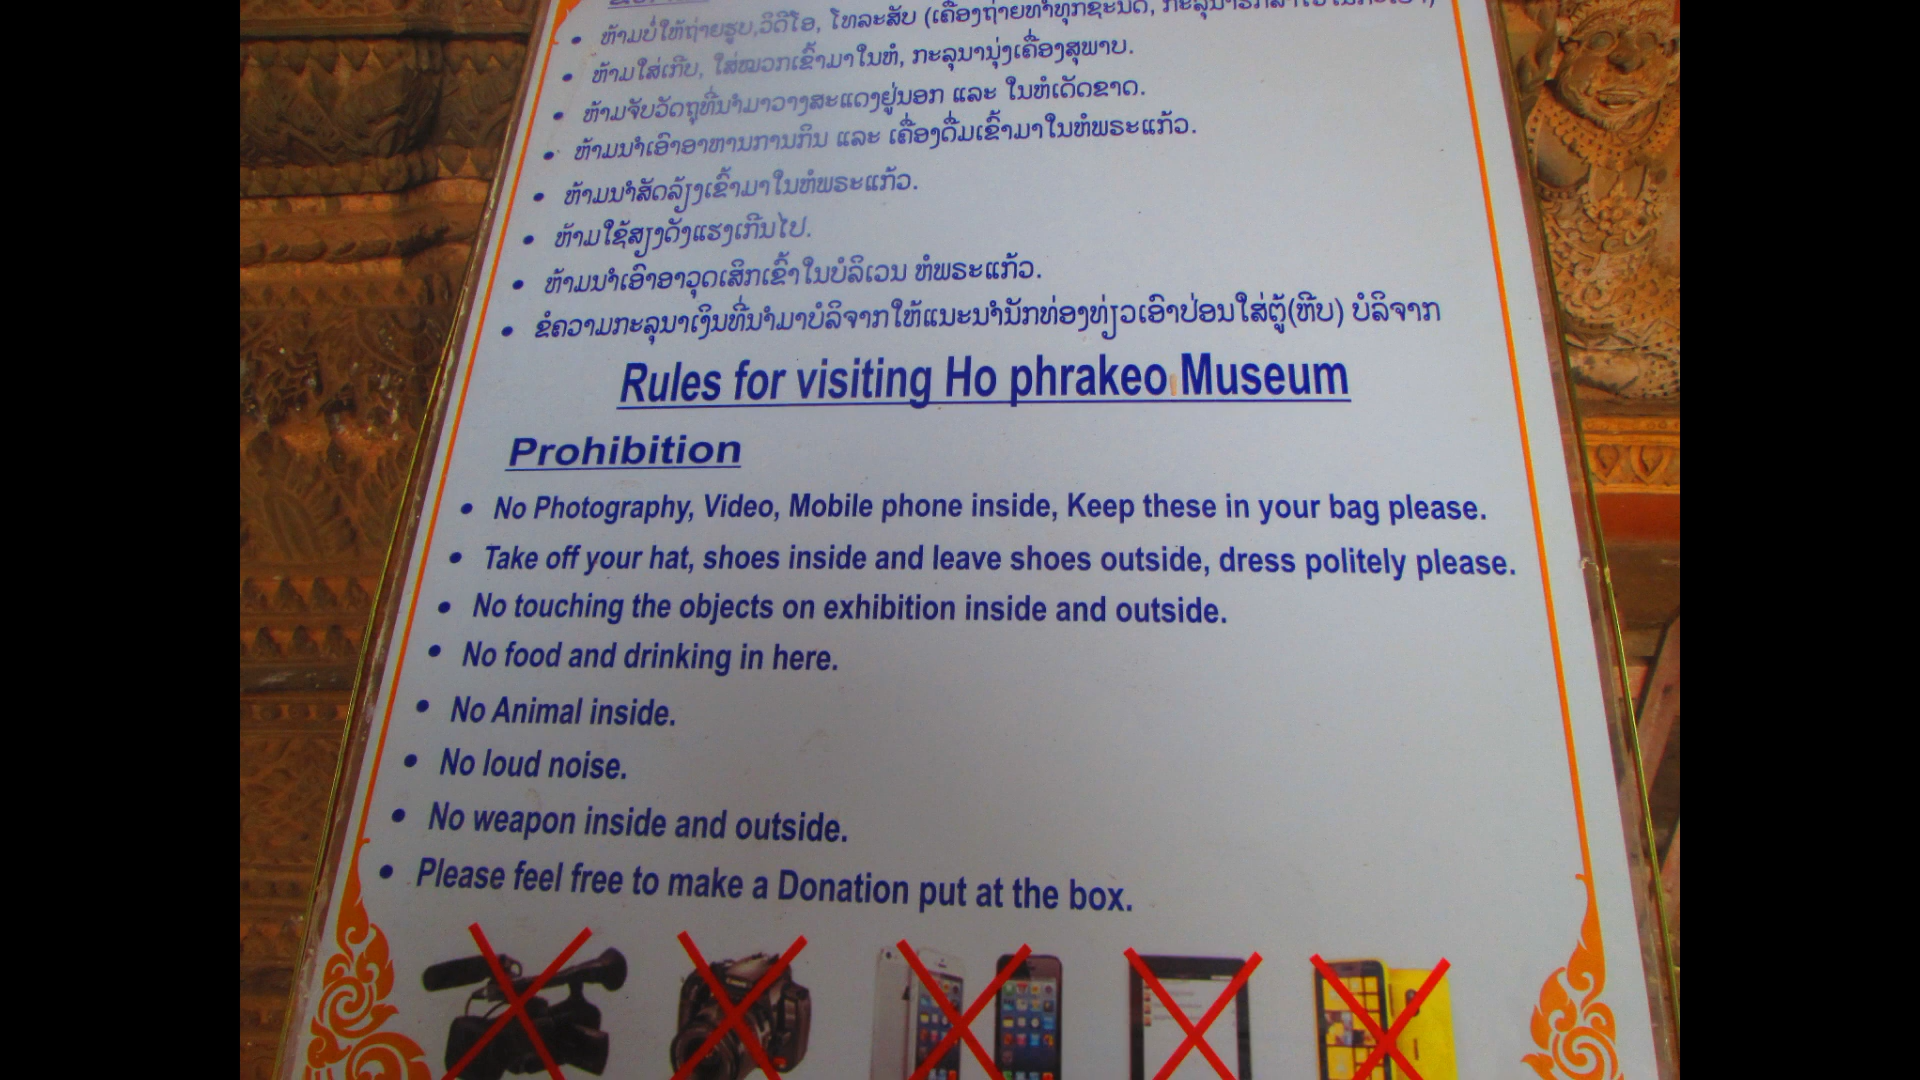 • ຫ້າມບໍ່ໃຫ້ຖ່າຍຮູບ,ວິດີໂອ, ໂທລະສັບ (ເຄື່ອງຖ່າຍທຳທຸກຊະນິດ,
• ຫ້າມໃສ່ເກີບ, ໃສ່ໝວກເຂົ້າມາໃນຫໍ, ກະລຸນານຸ່ງເຄື່ອງສຸພາບ.
• ຫ້າມຈັບວັດຖຸທີ່ນຳມາວາງສະແດງຢູ່ນອກ ແລະ ໃນຫໍເດັດຂາດ.
• ຫ້າມນຳເອົາອາຫານການກິນ ແລະ ເຄື່ອງດື່ມເຂົ້າມາໃນຫໍພຣະແກ້ວ.
• ຫ້າມນຳສັດລ້ຽງເຂົ້າມາໃນຫໍພຣະແກ້ວ.
• ຫ້າມໃຊ້ສຽງດັງແຮງເກີນໄປ.
• ຫ້າມນຳເອົາອາວຸດເສິກເຂົ້າໃນບໍລິເວນ ຫໍພຣະແກ້ວ.
• ຂໍຄວາມກະລຸນາເງິນທີ່ນຳມາບໍລິຈາກໃຫ້ແນະນຳນັກທ່ອງທ່ຽວເອົາປ່ອນໃສ່ຕູ້(ຫີບ) ບໍລິຈາກ
Rules for visiting Ho phrakeo Museum
Prohibition
• No Photography, Video, Mobile phone inside, Keep these in your bag please.
• Take off your hat, shoes inside and leave shoes outside, dress politely please.
• No touching the objects on exhibition inside and outside.
• No food and drinking in here.
• No Animal inside.
• No loud noise.
• No weapon inside and outside.
• Please feel free to make a Donation put at the box.